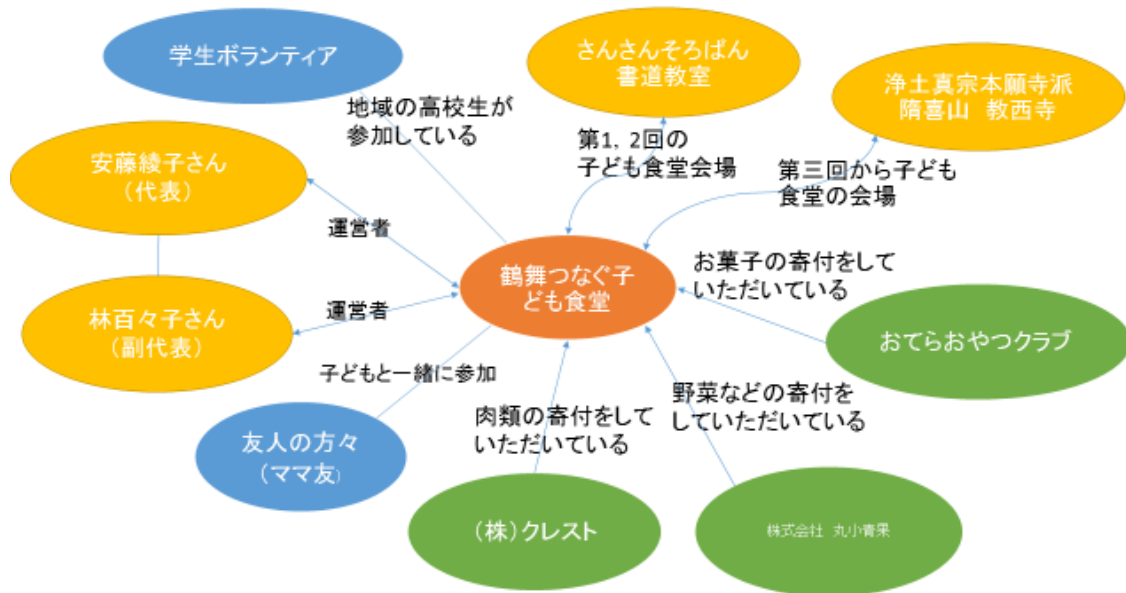 学生ボランティア
さんさんそろばん
書道教室
浄土真宗本願寺派
隋喜山　教西寺
地域の高校生が
参加している
第1，2回の
子ども食堂会場
第三回から子ども
食堂の会場
安藤綾子さん
（代表）
運営者
鶴舞つなぐ子
ども食堂
お菓子の寄付をして
いただいている
林百々子さん
（副代表）
運営者
おてらおやつクラブ
子どもと一緒に参加
野菜などの寄付を
していただいている
肉類の寄付をして
いただいている
友人の方々
（ママ友）
（株）クレスト
株式会社　丸小青果